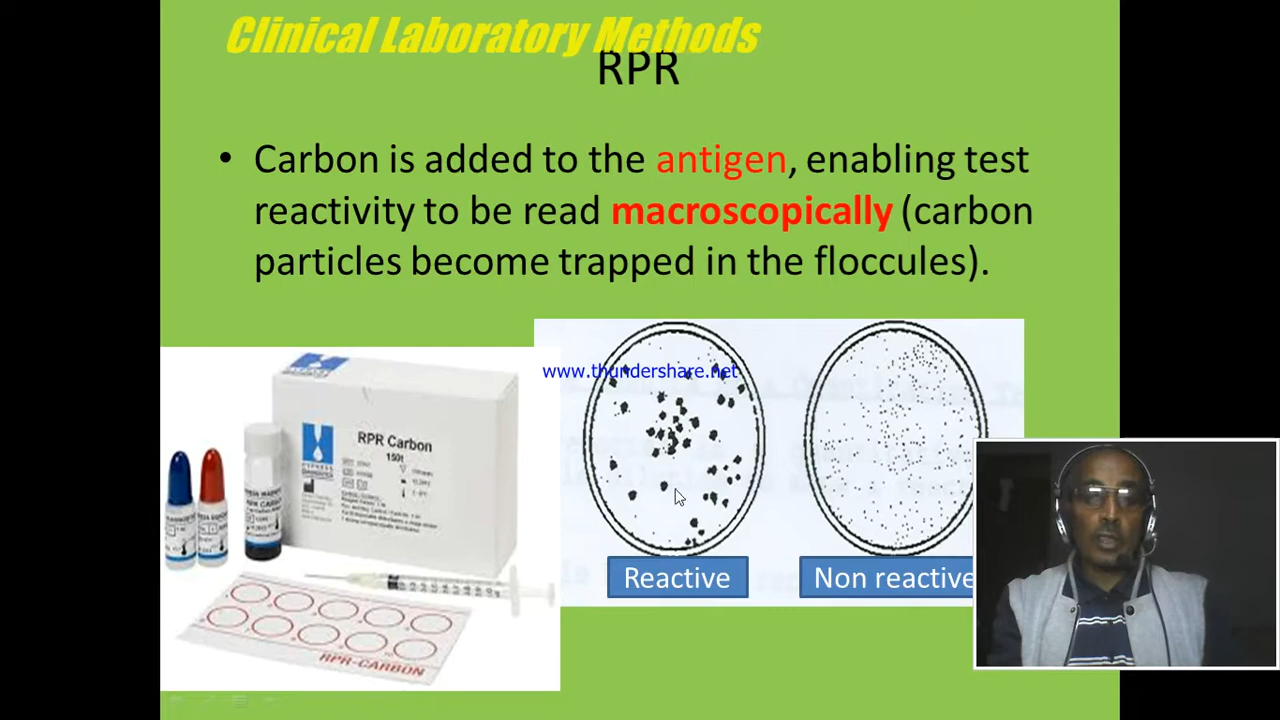 Clinical Laboratory Methods
RPR
• Carbon is added to the antigen, enabling test
reactivity to be read macroscopically (carbon
particles become trapped in the floccules).
www.thundershare.net
RPR Carbon
150t
Reactive
Non reactive
RPR-CARBON